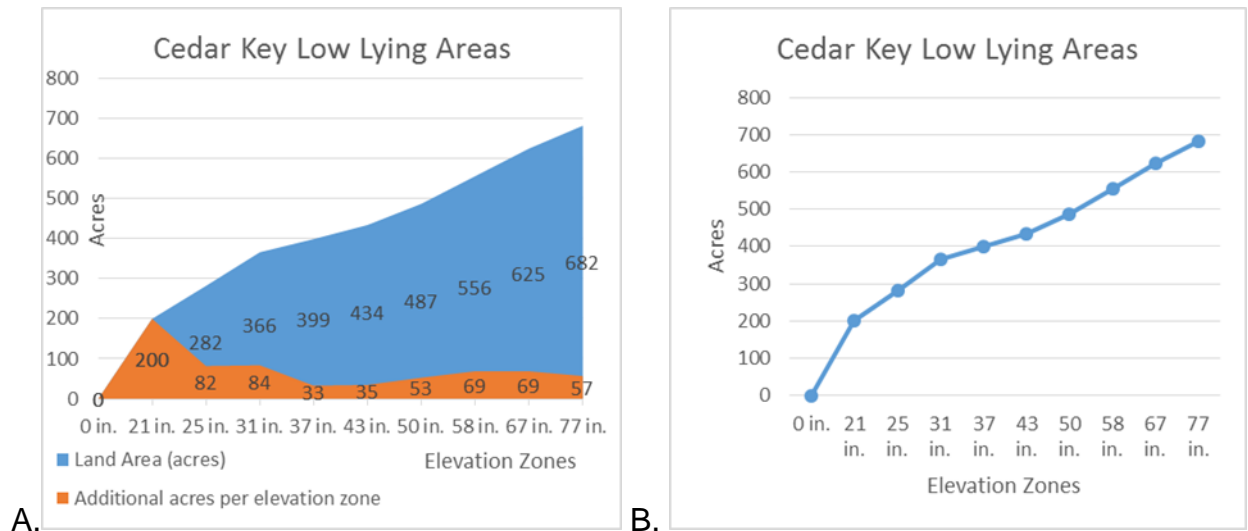 Cedar Key Low Lying Areas
800
700
600
500
400
300
200
100
0
Acres
0
200
282
366
399
434
487
556
625
682
0
200
82
84
33
35
53
69
69
57
0 in. 21 in. 25 in. 31 in. 37 in. 43 in. 50 in. 58 in. 67 in. 77 in.
Elevation Zones
Land Area (acres)
Additional acres per elevation zone
A.
Cedar Key Low Lying Areas
800
700
600
500
400
300
200
100
0
Acres
0 in. 21 25 31 37 43 50 58 67 77
in. in. in. in. in. in. in. in. in.
Elevation Zones
B.